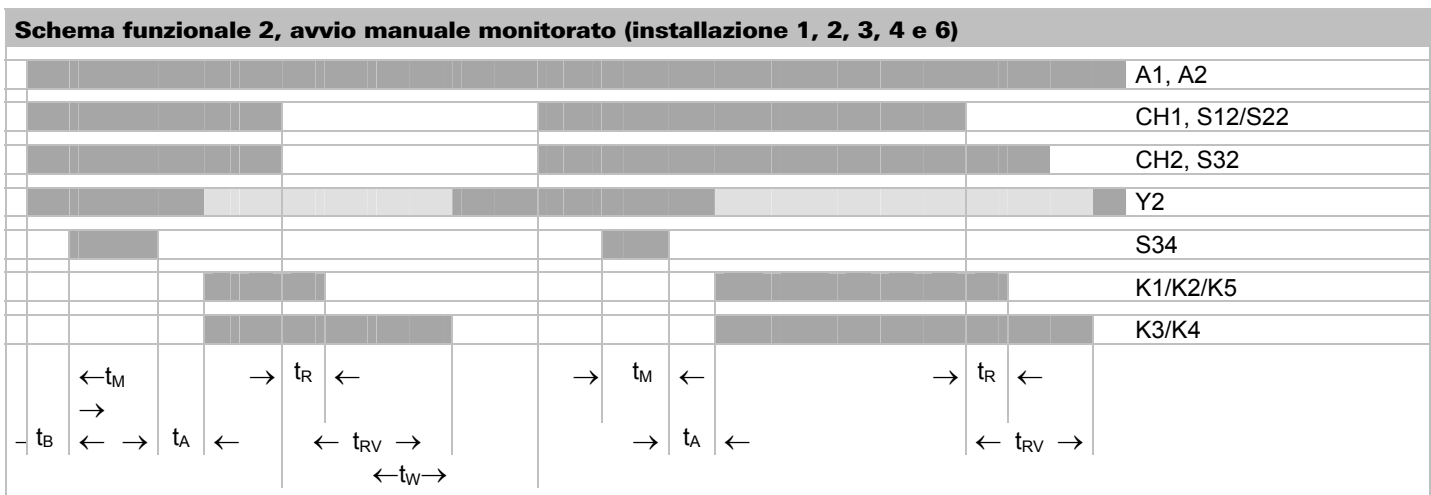 Schema funzionale 2, avvio manuale monitorato (installazione 1, 2, 3, 4 e 6)
A1, A2
CH1, S12/S22
CH2, S32
Y2
S34
K1/K2/K5
K3/K4
←tM → tR ← → tM ← → tR ←
→
tB ← → tA ← ← tRV → → tA ← ← tRV →
←tW→